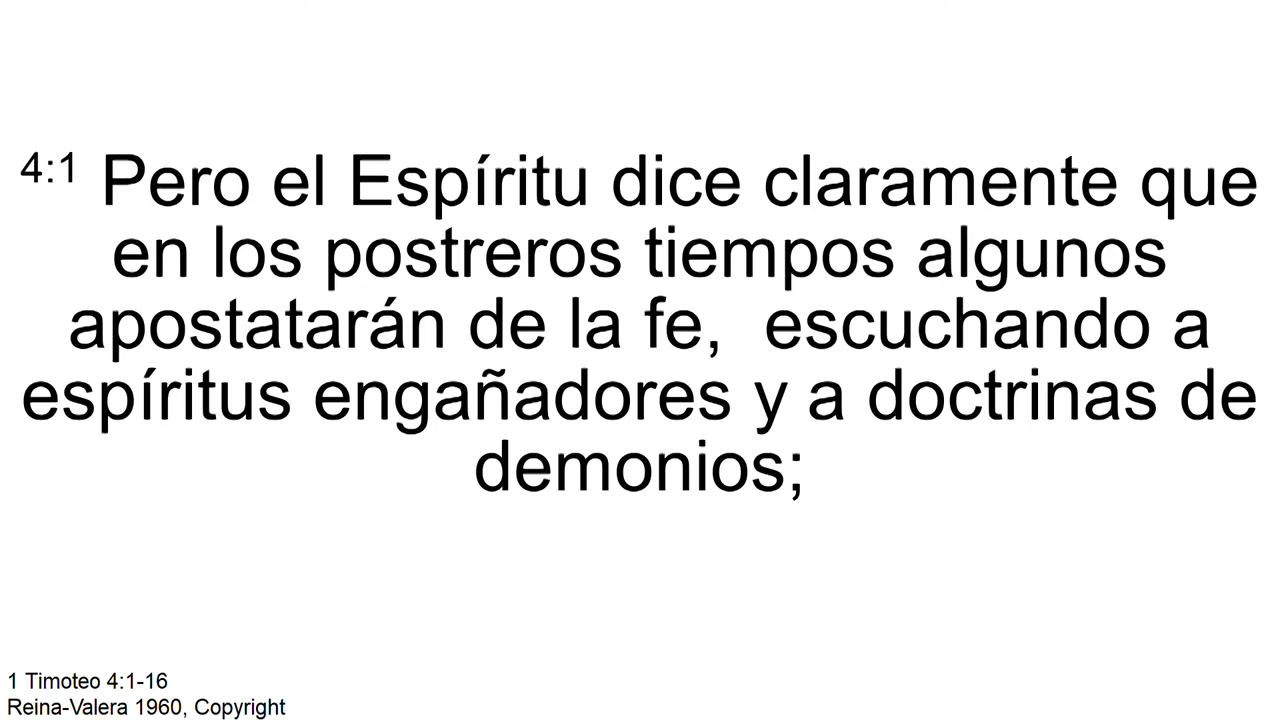 4:1 Pero el Espíritu dice claramente que
en los postreros tiempos algunos
apostatarán de la fe,  escuchando a
espíritus engañadores y a doctrinas de
demonios;
1 Timoteo 4:1-16
Reina-Valera 1960, Copyright